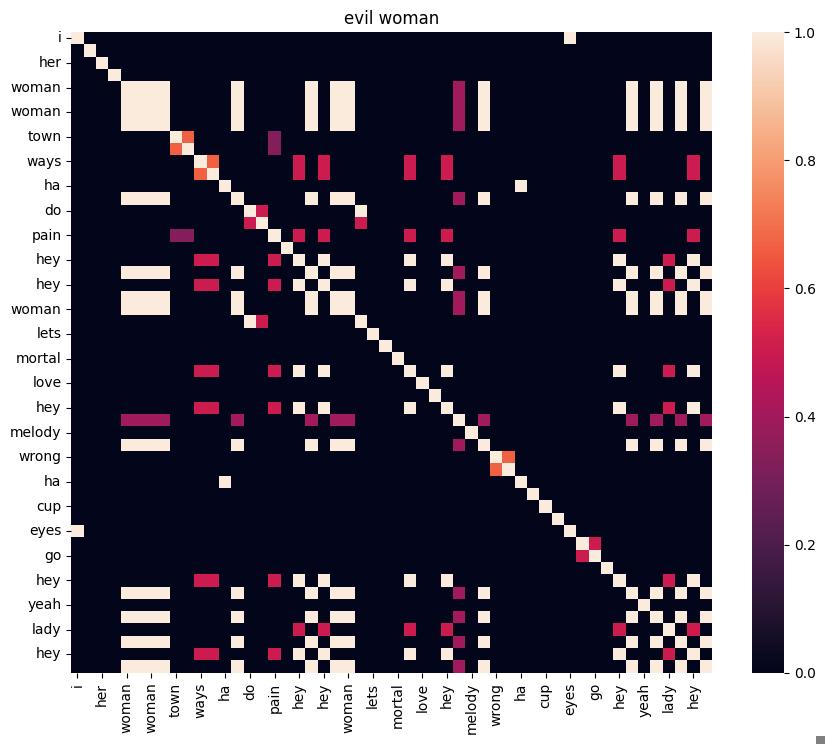 evil woman
i
her
woman
woman
town
ways
ha
do
pain
hey
hey
woman
lets
mortal
love
hey
melody
wrong
ha
cup
eyes
go
hey
yeah
lady
hey
1.0
0.8
0.6
0.4
0.2
0.0
i
her
woman
woman
town
ways
ha
do
pain
hey
hey
woman
lets
mortal
love
hey
melody
wrong
ha
cup
eyes
go
hey
yeah
lady
hey